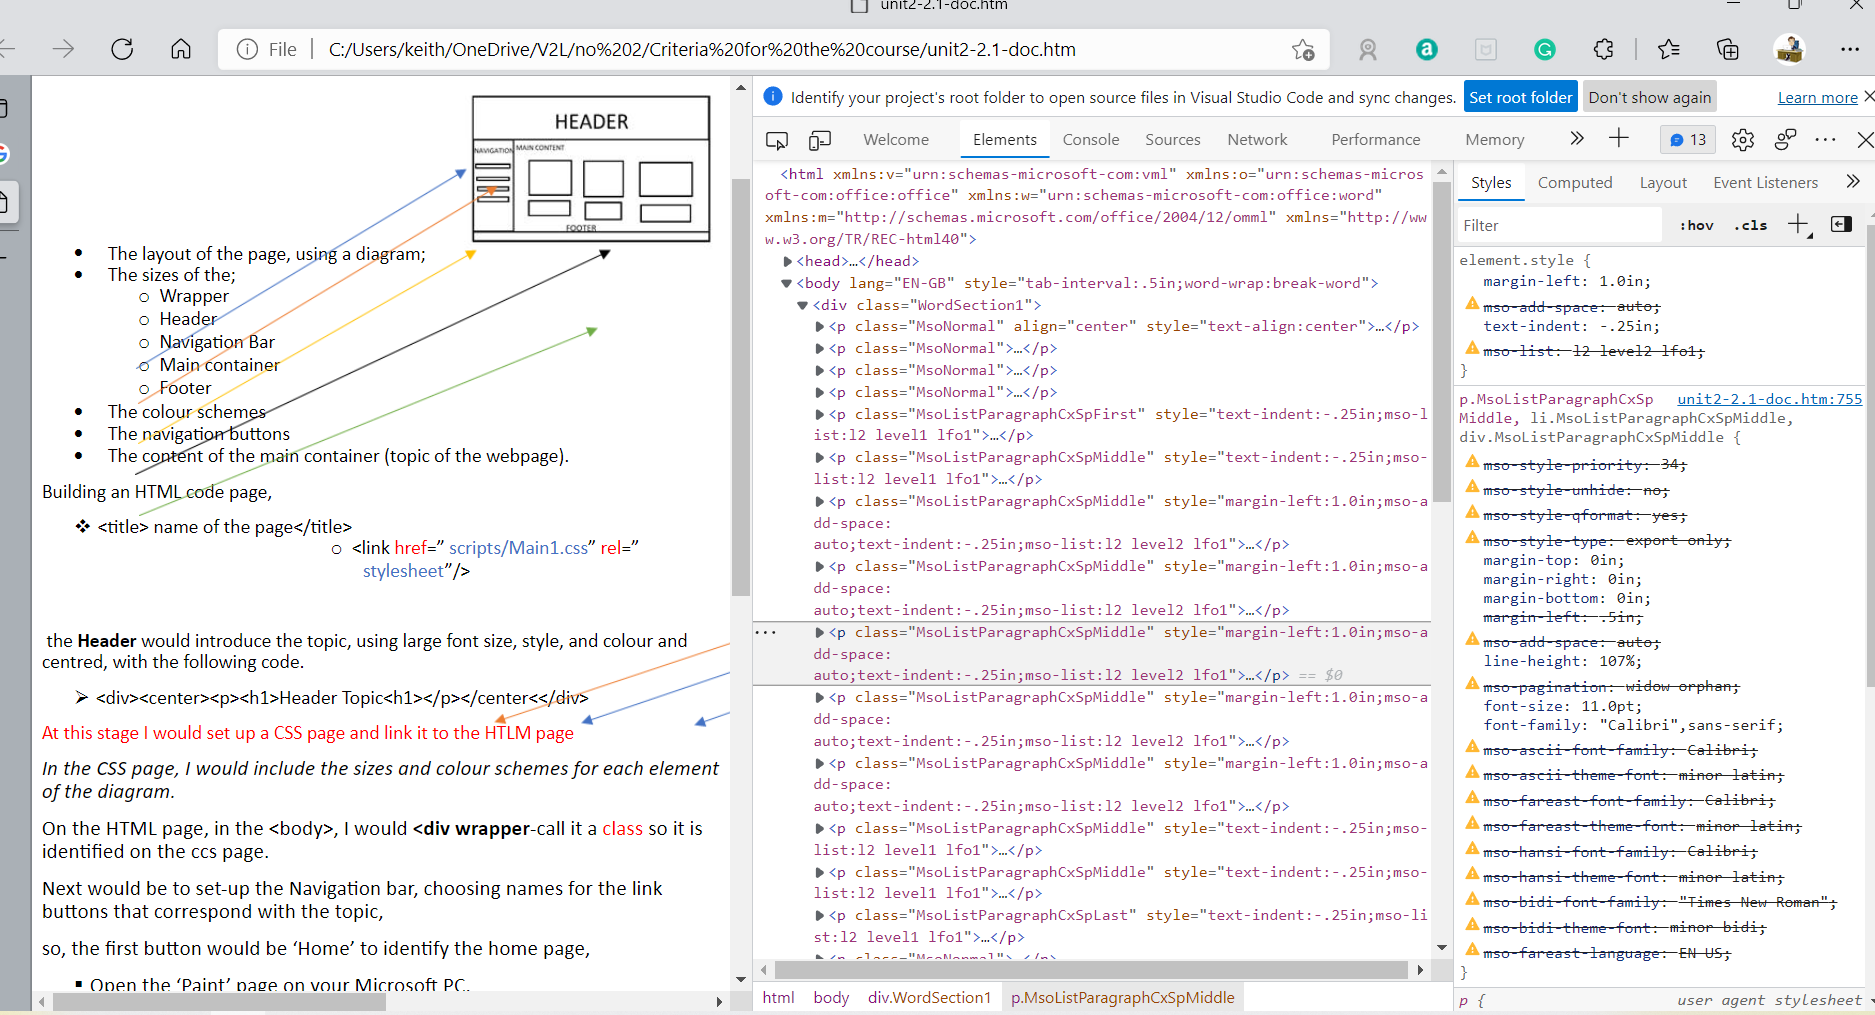 unit2-2.1-doc.htm
File
C:/Users/keith/OneDrive/V2L/no%202/Criteria%20for%20the%20course/unit2-2.1-doc.htm
HEADER
NAVIGATION
MAIN CONTENT
FOOTER
• The layout of the page, using a diagram;
• The sizes of the;
o Wrapper
o Header
o Navigation Bar
o Main container
o Footer
• The colour schemes
• The navigation buttons
• The content of the main container (topic of the webpage).
Building an HTML code page,
❖ <title> name of the page</title>
o <link href=” scripts/Main1.css” rel=”
stylesheet”/>
the Header would introduce the topic, using large font size, style, and colour and
centred, with the following code.
➢ <div><center><p><h1>Header Topic<h1></p></center<</div>
At this stage I would set up a CSS page and link it to the HTLM page
In the CSS page, I would include the sizes and colour schemes for each element
of the diagram.
On the HTML page, in the <body>, I would <div wrapper-call it a class so it is
identified on the ccs page.
Next would be to set-up the Navigation bar, choosing names for the link
buttons that correspond with the topic,
so, the first button would be ‘Home’ to identify the home page,
▪ Open the ‘Paint’ page on your Microsoft PC.
Identify your project's root folder to open source files in Visual Studio Code and sync changes.
Set root folder
Don't show again
Learn more
Welcome
Elements
Console
Sources
Network
Performance
Memory
13
<html xmlns:v="urn:schemas-microsoft-com:vml" xmlns:o="urn:schemas-micros
oft-com:office:office" xmlns:w="urn:schemas-microsoft-com:office:word"
xmlns:m="http://schemas.microsoft.com/office/2004/12/omml" xmlns="http://ww
w.w3.org/TR/REC-html40">
<head>…</head>
<body lang="EN-GB" style="tab-interval:.5in;word-wrap:break-word">
<div class="WordSection1">
<p class="MsoNormal" align="center" style="text-align:center">…</p>
<p class="MsoNormal">…</p>
<p class="MsoNormal">…</p>
<p class="MsoNormal">…</p>
<p class="MsoListParagraphCxSpFirst" style="text-indent:-.25in;mso-l
ist:l2 level1 lfo1">…</p>
<p class="MsoListParagraphCxSpMiddle" style="text-indent:-.25in;mso-
list:l2 level1 lfo1">…</p>
<p class="MsoListParagraphCxSpMiddle" style="margin-left:1.0in;mso-a
dd-space:
auto;text-indent:-.25in;mso-list:l2 level2 lfo1">…</p>
<p class="MsoListParagraphCxSpMiddle" style="margin-left:1.0in;mso-a
dd-space:
auto;text-indent:-.25in;mso-list:l2 level2 lfo1">…</p>
... <p class="MsoListParagraphCxSpMiddle" style="margin-left:1.0in;mso-a
dd-space:
auto;text-indent:-.25in;mso-list:l2 level2 lfo1">…</p> == $0
<p class="MsoListParagraphCxSpMiddle" style="margin-left:1.0in;mso-a
dd-space:
auto;text-indent:-.25in;mso-list:l2 level2 lfo1">…</p>
<p class="MsoListParagraphCxSpMiddle" style="margin-left:1.0in;mso-a
dd-space:
auto;text-indent:-.25in;mso-list:l2 level2 lfo1">…</p>
<p class="MsoListParagraphCxSpMiddle" style="text-indent:-.25in;mso-
list:l2 level1 lfo1">…</p>
<p class="MsoListParagraphCxSpMiddle" style="text-indent:-.25in;mso-
list:l2 level1 lfo1">…</p>
<p class="MsoListParagraphCxSpLast" style="text-indent:-.25in;mso-li
st:l2 level1 lfo1">…</p>
<p class="MsoNormal">…</p>
html
body
div.WordSection1
p.MsoListParagraphCxSpMiddle
Styles
Computed
Layout
Event Listeners
Filter
:hov
.cls
element.style {
margin-left: 1.0in;
mso-add-space: auto;
text-indent: -.25in;
mso-list: l2 level2 lfo1;
}
p.MsoListParagraphCxSp unit2-2.1-doc.htm:755
Middle, li.MsoListParagraphCxSpMiddle,
div.MsoListParagraphCxSpMiddle {
mso-style-priority: 34;
mso-style-unhide: no;
mso-style-qformat: yes;
mso-style-type: export-only;
margin-top: 0in;
margin-right: 0in;
margin-bottom: 0in;
margin-left: .5in;
mso-add-space: auto;
line-height: 107%;
mso-pagination: widow-orphan;
font-size: 11.0pt;
font-family: "Calibri",sans-serif;
mso-ascii-font-family: Calibri;
mso-ascii-theme-font: minor-latin;
mso-fareast-font-family: Calibri;
mso-fareast-theme-font: minor-latin;
mso-hansi-font-family: Calibri;
mso-hansi-theme-font: minor-latin;
mso-bidi-font-family: "Times New Roman";
mso-bidi-theme-font: minor-bidi;
mso-fareast-language: EN-US;
}
p { user agent stylesheet